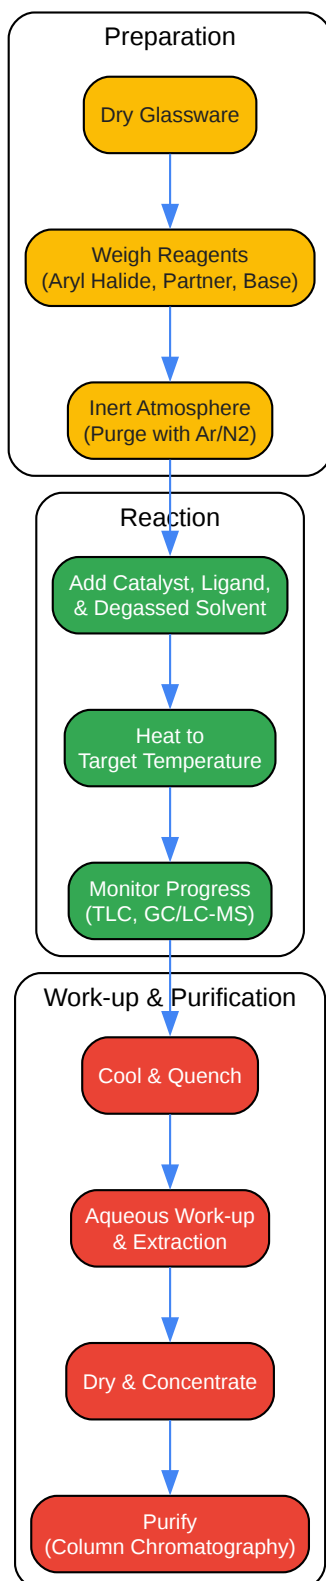 Preparation
Dry Glassware
Weigh Reagents
(Aryl Halide, Partner, Base)
Inert Atmosphere
(Purge with Ar/N2)
Reaction
Add Catalyst, Ligand,
& Degassed Solvent
Heat to
Target Temperature
Monitor Progress
(TLC, GC/LC-MS)
Work-up & Purification
Cool & Quench
Aqueous Work-up
& Extraction
Dry & Concentrate
Purify
(Column Chromatography)